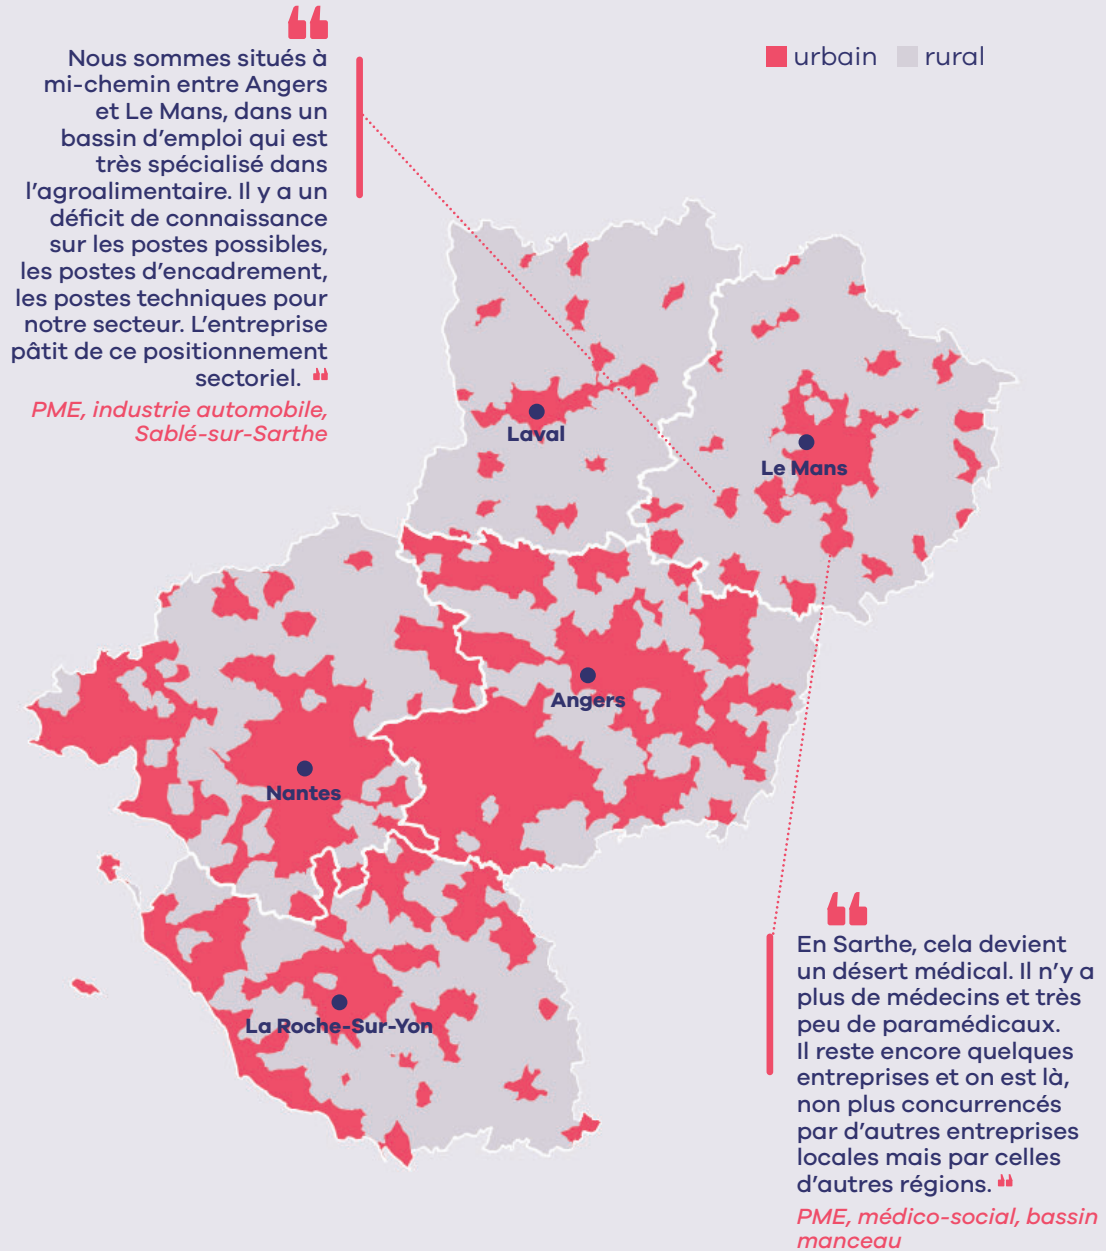 ❝
Nous sommes situés à
mi-chemin entre Angers
et Le Mans, dans un
bassin d’emploi qui est
très spécialisé dans
l’agroalimentaire. Il y a un
déficit de connaissance
sur les postes possibles,
les postes d’encadrement,
les postes techniques pour
notre secteur. L’entreprise
pâtit de ce positionnement
sectoriel. ❝
PME, industrie automobile,
Sablé-sur-Sarthe
urbain rural
Laval
Le Mans
Angers
Nantes
La Roche-Sur-Yon
❝
En Sarthe, cela devient
un désert médical. Il n’y a
plus de médecins et très
peu de paramédicaux.
Il reste encore quelques
entreprises et on est là,
non plus concurrencés
par d’autres entreprises
locales mais par celles
d’autres régions. ❝
PME, médico-social, bassin
manceau